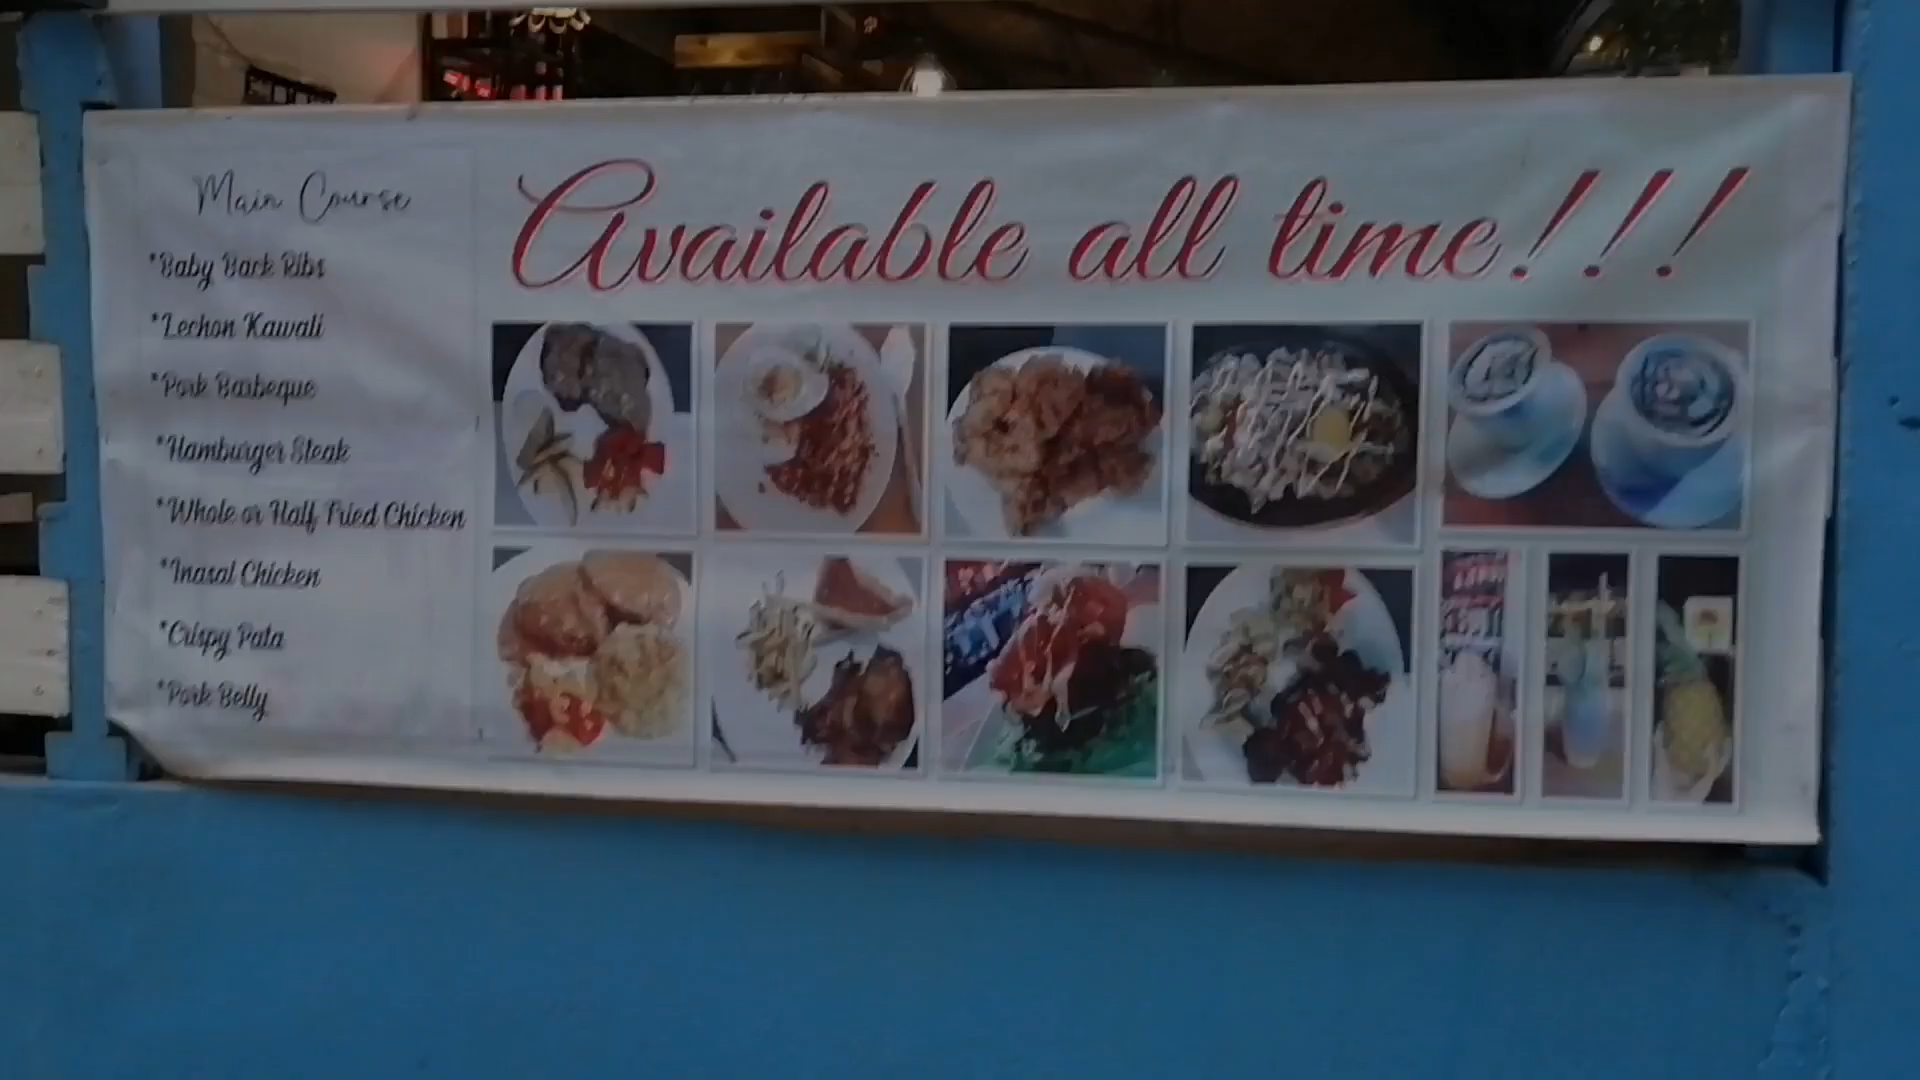 Main Course
*Baby Back Ribs
*Lechon Kawali
*Pork Barbeque
*Hamburger Steak
*Whole or Half Fried Chicken
*Inasal Chicken
*Crispy Pata
*Pork Belly
Available all time!!!